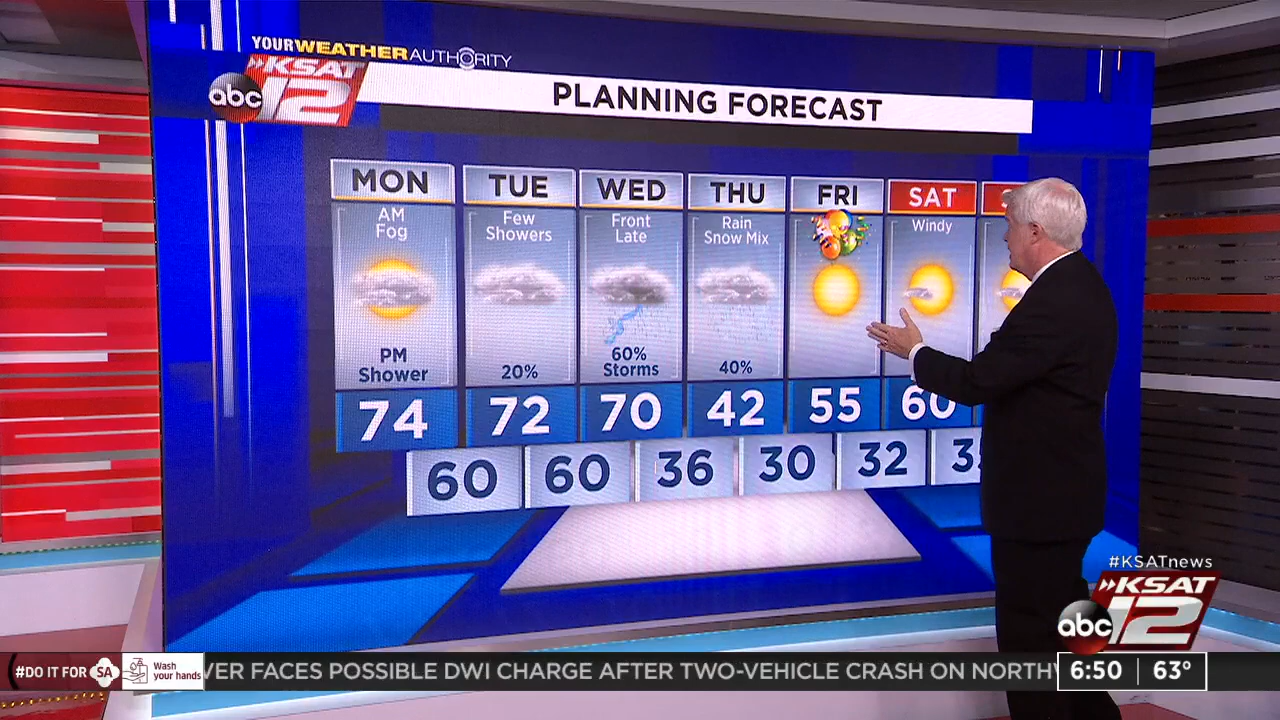 YOUR WEATHER AUTHORITY
KSAT
abc 12
PLANNING FORECAST
MON TUE WED THU FRI SAT
AM Fog
Few Showers
Front Late
Rain Snow Mix
Windy
PM Shower
20%
60% Storms
40%
74 72 70 42 55 60
60 60 36 30 32
#KSATnews
KSAT
abc 12
#DO IT FOR SA
Wash your hands
VER FACES POSSIBLE DWI CHARGE AFTER TWO-VEHICLE CRASH ON NORTHW
6:50 63°